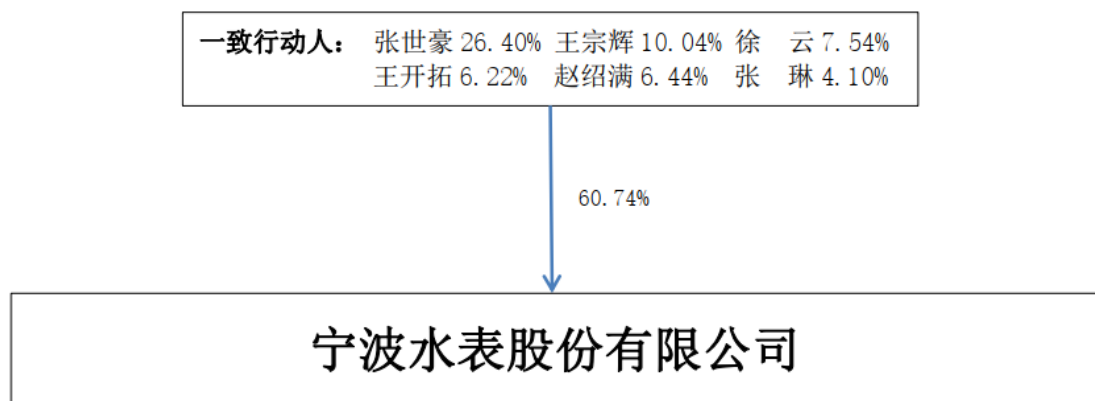 一致行动人： 张世豪 26.40% 王宗辉 10.04% 徐　云 7.54%
王开拓 6.22% 赵绍满 6.44% 张　琳 4.10%
60.74%
宁波水表股份有限公司